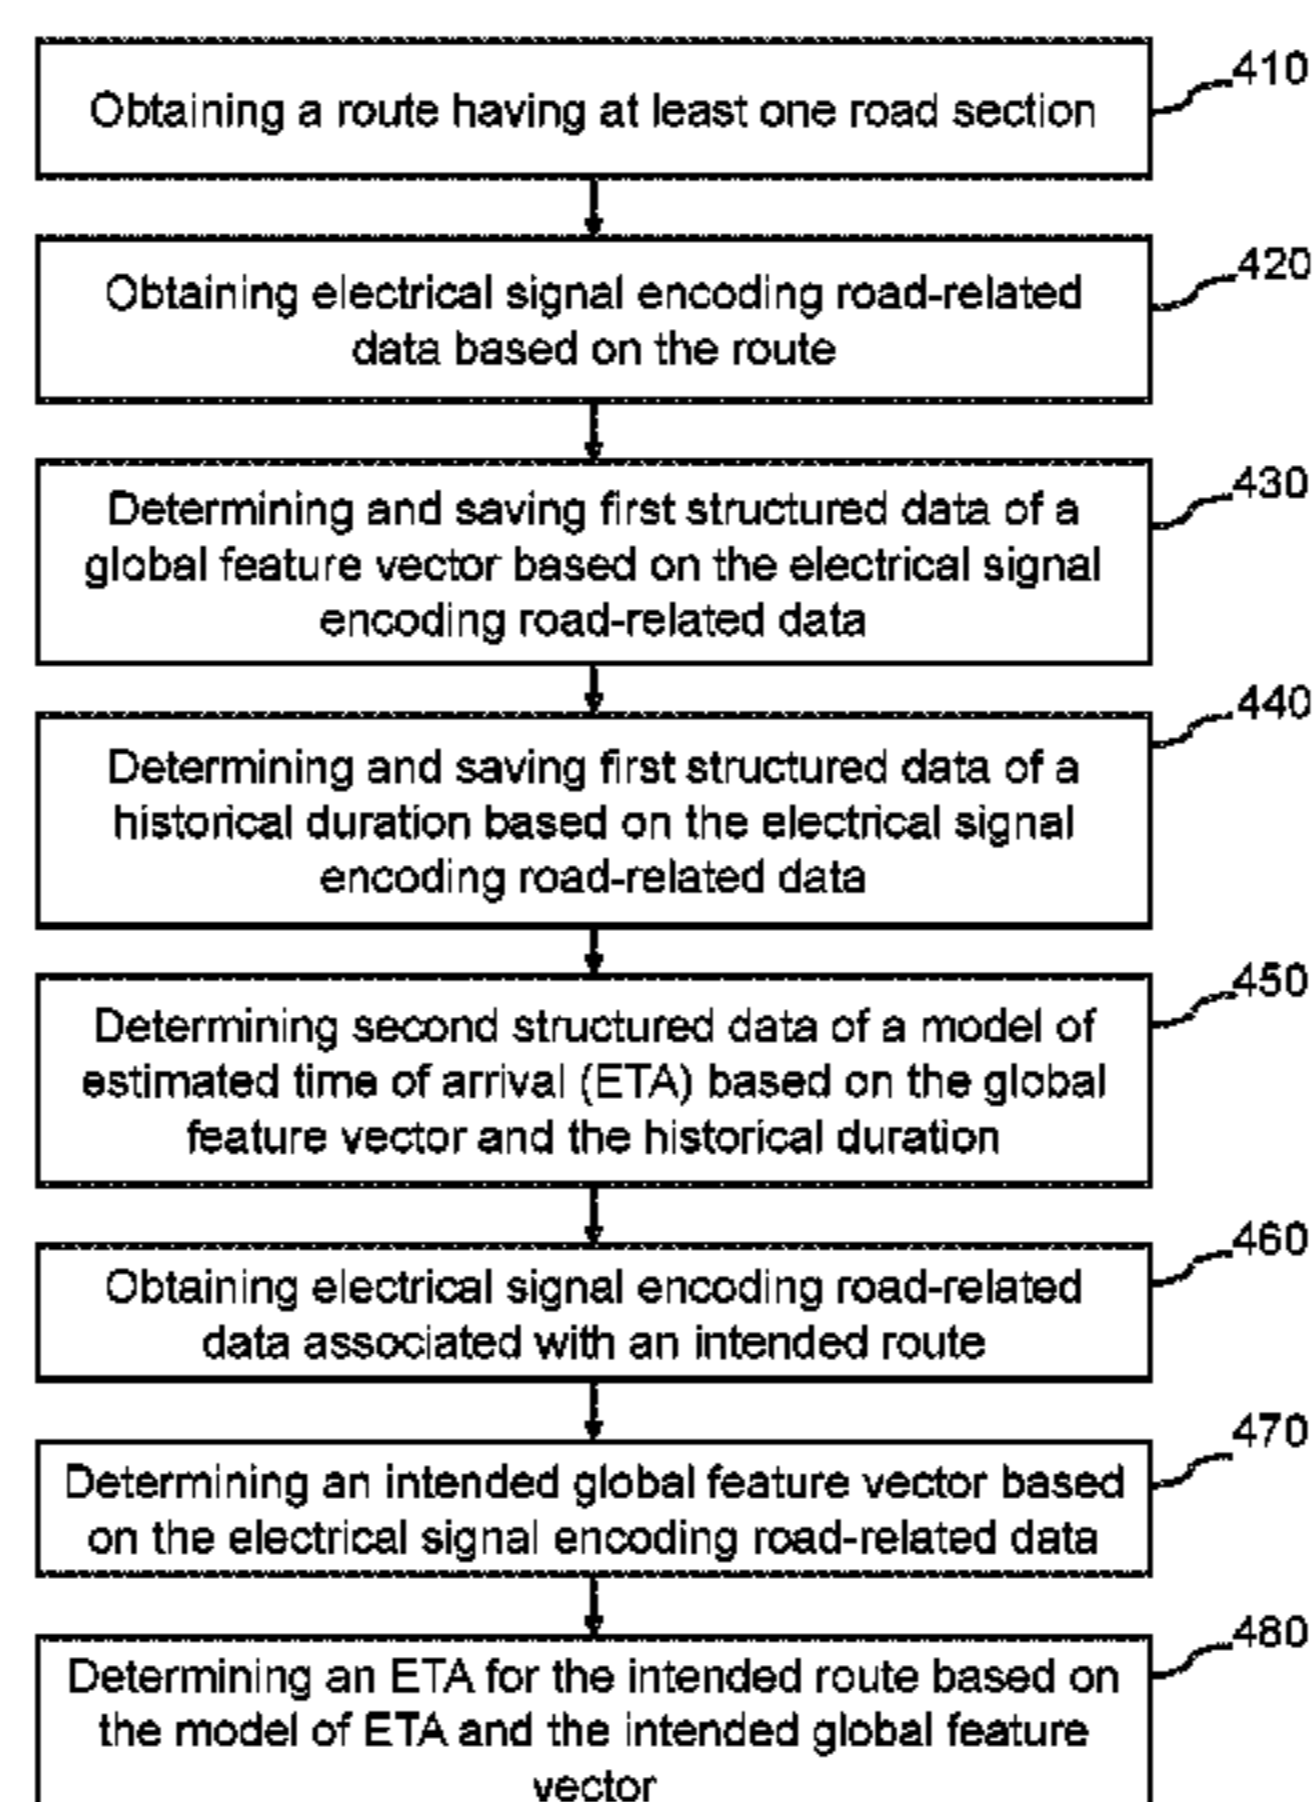 410
Obtaining a route having at least one road section
420
Obtaining electrical signal encoding road-related
data based on the route
430
Determining and saving first structured data of a
global feature vector based on the electrical signal
encoding road-related data
440
Determining and saving first structured data of a
historical duration based on the electrical signal
encoding road-related data
450
Determining second structured data of a model of
estimated time of arrival (ETA) based on the global
feature vector and the historical duration
460
Obtaining electrical signal encoding road-related
data associated with an intended route
470
Determining an intended global feature vector based
on the electrical signal encoding road-related data
480
Determining an ETA for the intended route based on
the model of ETA and the intended global feature
vector